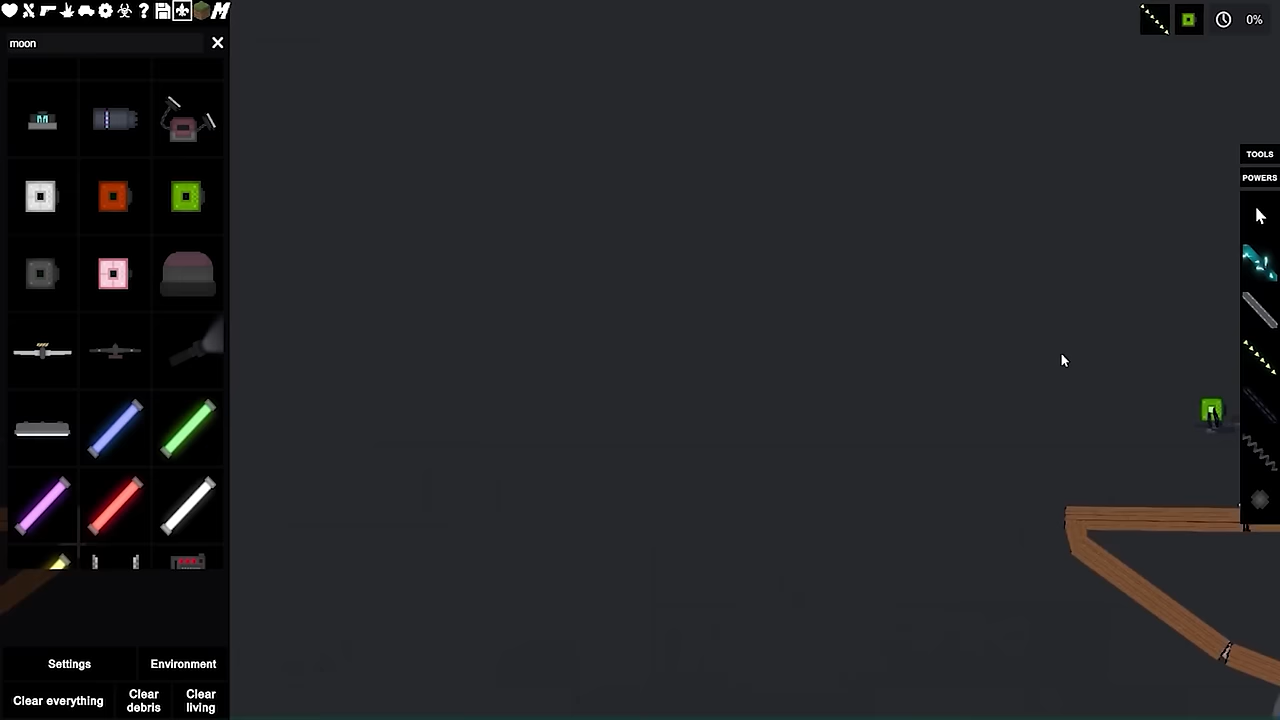 moon
0%
TOOLS
POWERS
Settings
Environment
Clear everything
Clear
debris
Clear
living